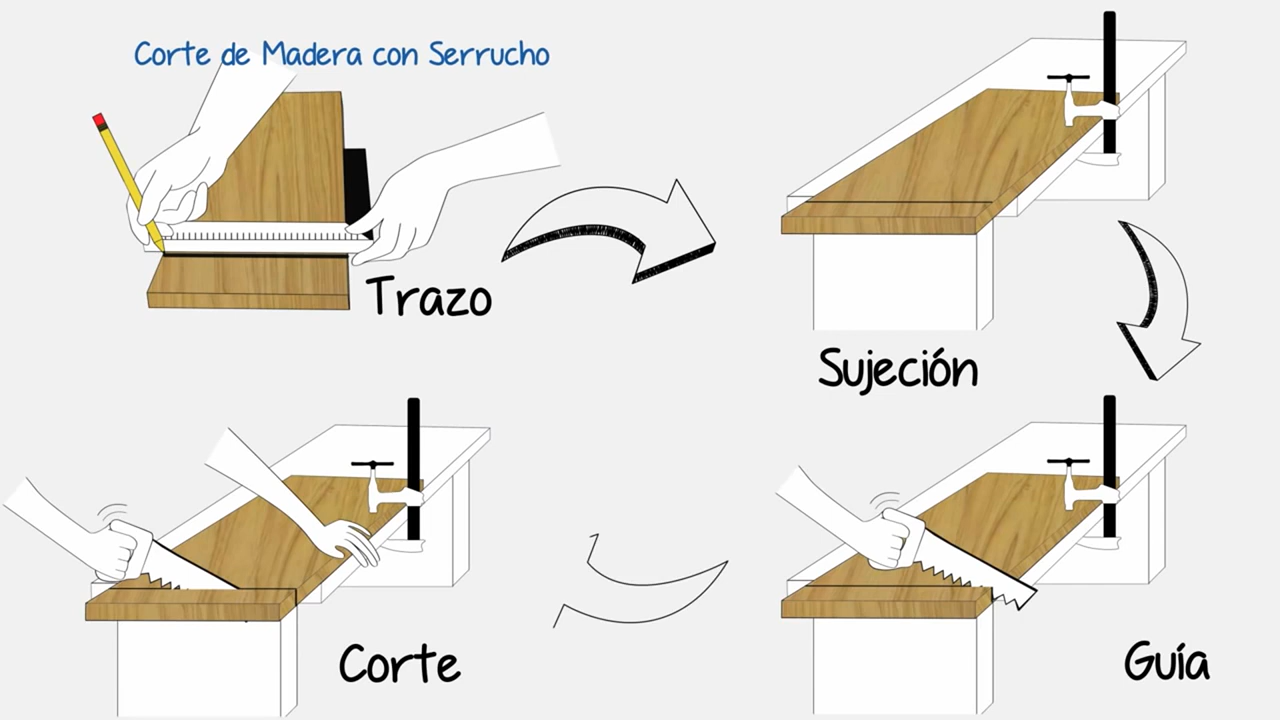 Corte de Madera con Serrucho
Trazo
Sujeción
Guía
Corte